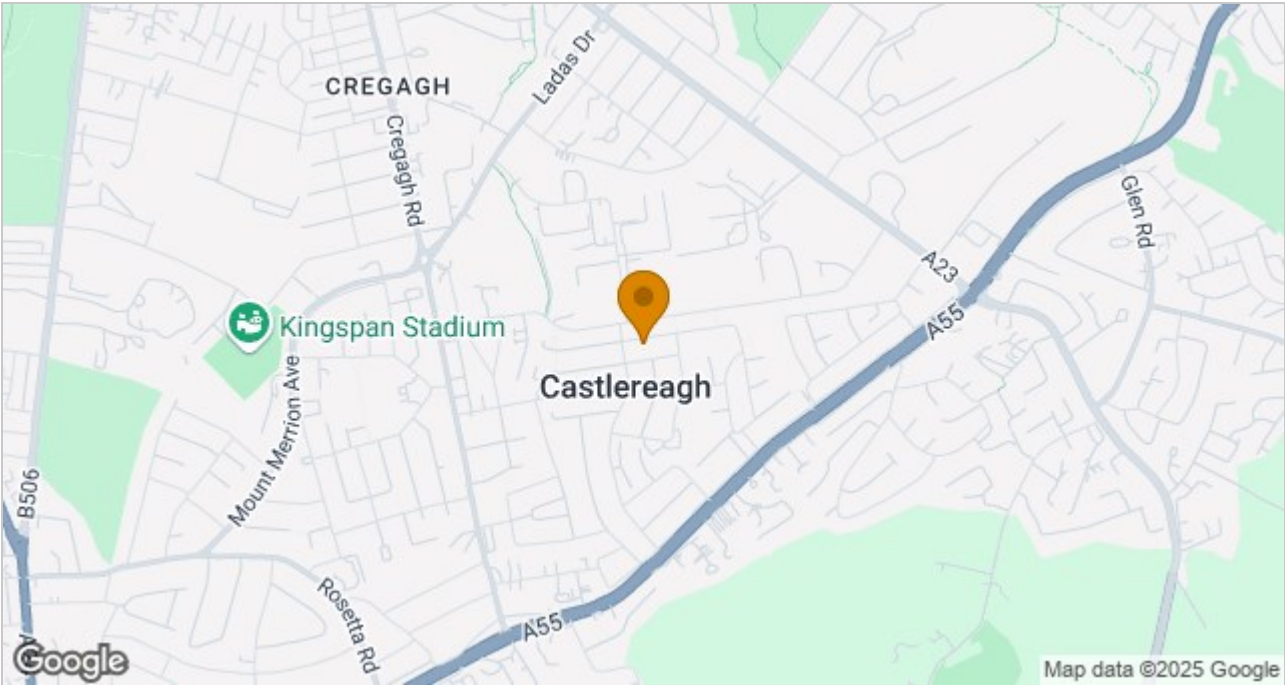 CREGAGH
Ladas Dr
Cregagh Rd
Glen Rd
A23
A55
Kingspan Stadium
Castlereagh
Mount Merrion Ave
B506
Rosetta Rd
A55
Google
Map data ©2025 Google